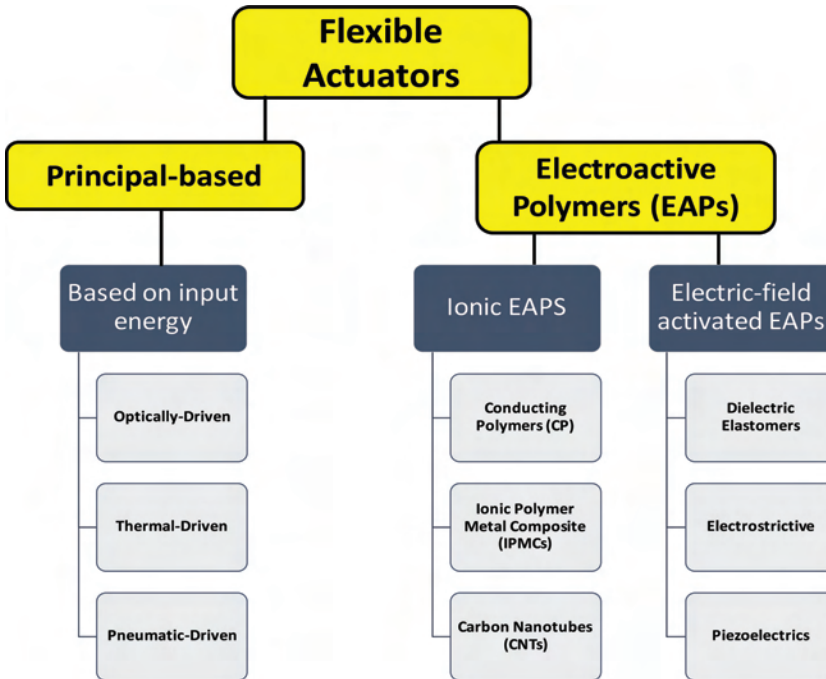 Flexible
Actuators
Principal-based
Electroactive
Polymers (EAPs)
Based on input
energy
Ionic EAPS
Electric-field
activated EAPs
Optically-Driven
Conducting
Polymers (CP)
Dielectric
Elastomers
Thermal-Driven
Ionic Polymer
Metal Composite
(IPMCs)
Electrostrictive
Pneumatic-Driven
Carbon Nanotubes
(CNTs)
Piezoelectrics